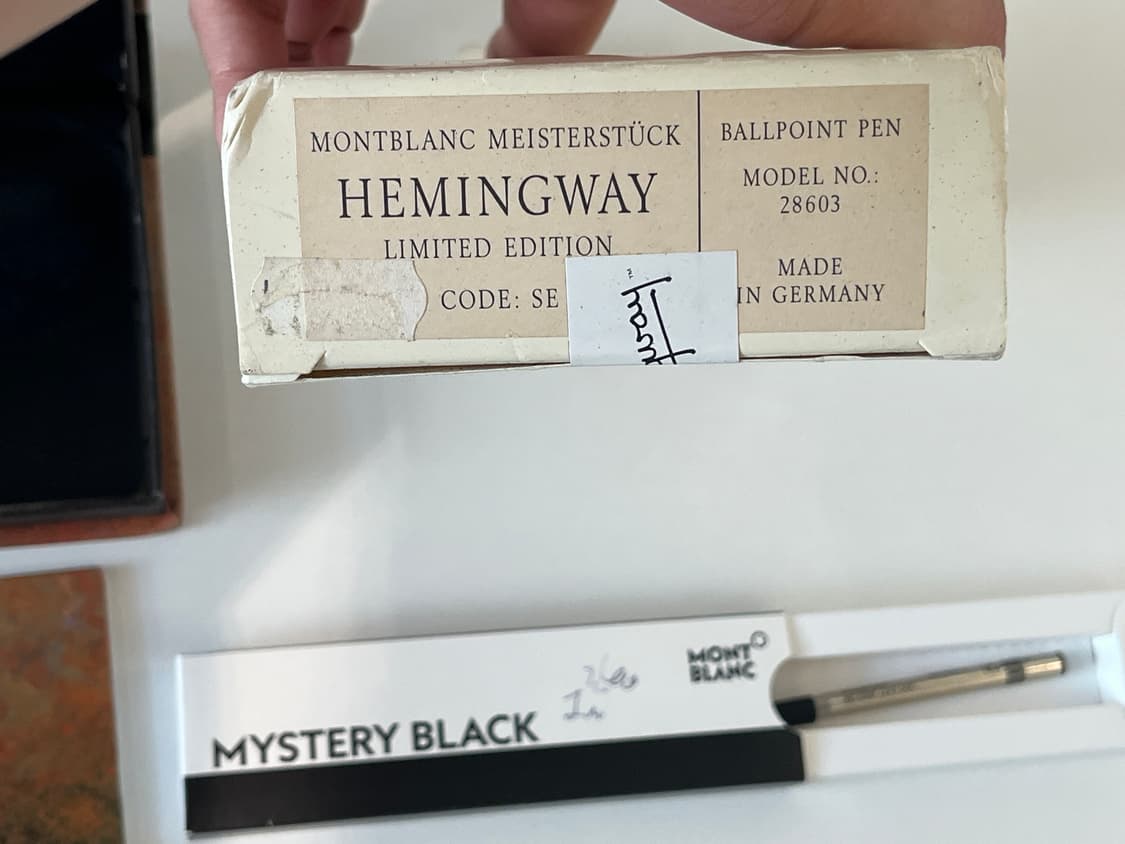 MONTBLANC MEISTERSTÜCK
HEMINGWAY
LIMITED EDITION
CODE: SE
BALLPOINT PEN
MODEL NO.:
28603
MADE
IN GERMANY
MONT
BLANC
MYSTERY BLACK